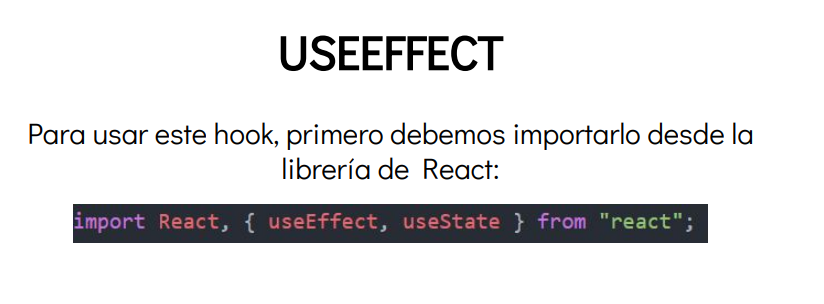 USEEFFECT
Para usar este hook, primero debemos importarlo desde la
librería de React:
import React, { useEffect, useState } from "react";